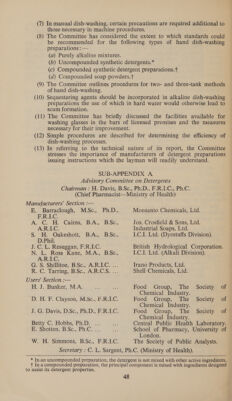 (7) In manual dish-washing, certain precautions are required additional to
those necessary in machine procedures.
(8) The Committee has considered the extent to which standards could
be recommended for the following types of hand dish-washing
preparations:—
(a) Purely alkaline mixtures.
(b) Uncompounded synthetic detergents.*
(c) Compounded synthetic detergent preparations.†
(d) Compounded soap powders.†
(9) The Committee outlines procedures for two- and three-task methods
of hand dish-washing.
(10) Sequestering agents should be incorporated in alkaline dish-washing
preparations the use of which in hard water would otherwise lead to
scum formation.
(11) The Committee has briefly discussed the facilities available for
washing glasses in the bars of licensed premises and the measures
necessary for their improvement.
(12) Simple procedures are described for determining the efficiency of
dish-washing processes.
(13) In referring to the technical nature of its report, the Committee
stresses the importance of manufacturers of detergent preparations
issuing instructions which the layman will readily understand.
SUB-APPENDIX A
Advisory Committee on Detergents
Chairman: H. Davis, B.Sc., Ph.D., F.R.I.C., Ph.C.
(Chief Pharmacist—Ministry of Health)
Manufacturers' Section:—
E. Barraclough, M.Sc., Ph.D., F.R.I.C. Monsanto Chemicals, Ltd.
A. C. H. Cairns, B.A., B.Sc., A.R.I.C. Jos. Crosfield & Sons, Ltd. Industrial Soaps, Ltd.
S. H. Oakeshott, B.A., B.Sc., D.Phil. I.C.I. Ltd. (Dyestuffs Division).
J. C. L. Resuggan, F.R.I.C. British Hydrological Corporation.
N. L. Ross Kane, M.A., B.Sc., A.R.I.C. I.C.I. Ltd. (Alkali Division).
G. S. Shillitoe, B.Sc., A.R.I.C. ... Prato Products, Ltd.
R. C. Tarring, B.Sc., A.R.C.S. ... Shell Chemicals, Ltd.
Users' Section:—
H. J. Bunker, M.A. ... Food Group, The Society of Chemical Industry.
D. H. F. Clayson, M.Sc., F.R.I.C. Food Group, The Society of Chemical Industry.
J. G. Davis, D.Sc., Ph.D., F.R.I.C. Food Group, The Society of Chemical Industry.
Betty C. Hobbs, Ph.D. ... Central Public Health Laboratory.
E. Shotton, B.Sc., Ph.C. ... School of Pharmacy, University of London.
W. H. Simmons, B.Sc., F.R.I.C. The Society of Public Analysts.
Secretary: C. L. Sargent, Ph.C. (Ministry of Health).
* In an uncompounded preparation, the detergent is not mixed with other active ingredients.
† In a compounded preparation, the principal component is mixed with ingredients designed
to assist its detergent properties.
48